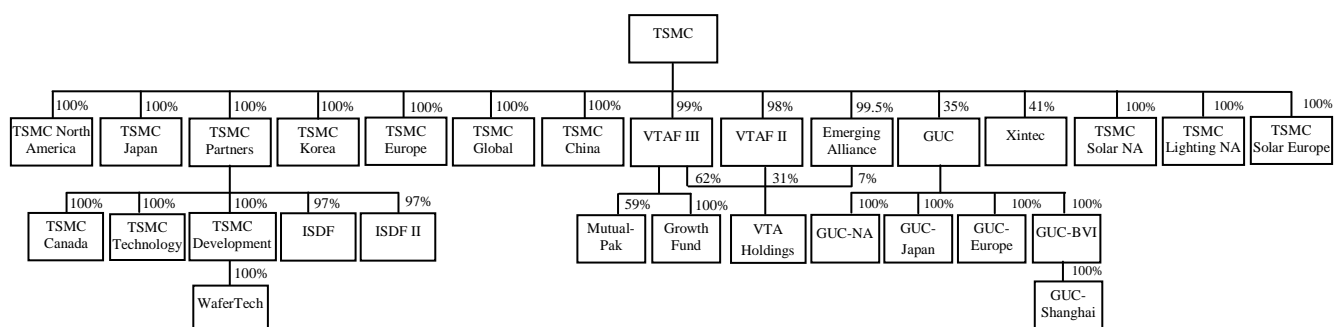 TSMC
100% 100% 100% 100% 100% 100% 100% 99% 98% 99.5% 35% 41% 100% 100% 100%
TSMC North America
TSMC Japan
TSMC Partners
TSMC Korea
TSMC Europe
TSMC Global
TSMC China
VTAF III
VTAF II
Emerging Alliance
GUC
Xintec
TSMC Solar NA
TSMC Lighting NA
TSMC Solar Europe
62% 31% 7%
100% 100% 100% 97% 97% 59% 100% 100% 100% 100% 100%
TSMC Canada
TSMC Technology
TSMC Development
ISDF
ISDF II
Mutual-Pak
Growth Fund
VTA Holdings
GUC-NA
GUC-Japan
GUC-Europe
GUC-BVI
100% 100%
WaferTech
GUC-Shanghai